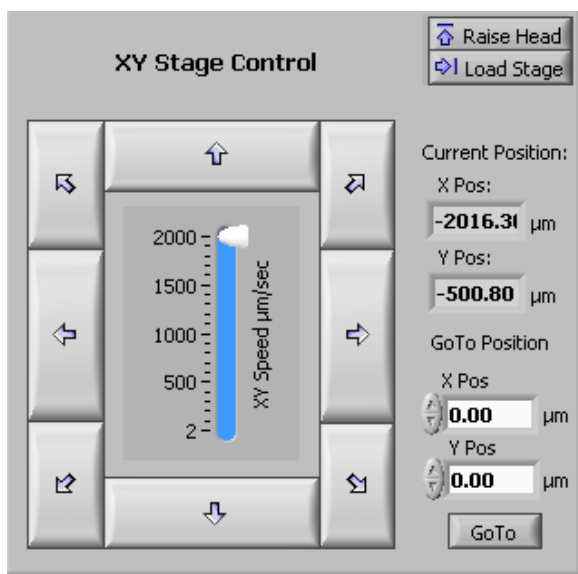 XY Stage Control
Raise Head
Load Stage
2000
1500
1000
500
2
XY Speed µm/sec
Current Position:
X Pos:
-2016.3
µm
Y Pos:
-500.80 µm
GoTo Position
X Pos
0.00 µm
Y Pos
0.00 µm
GoTo